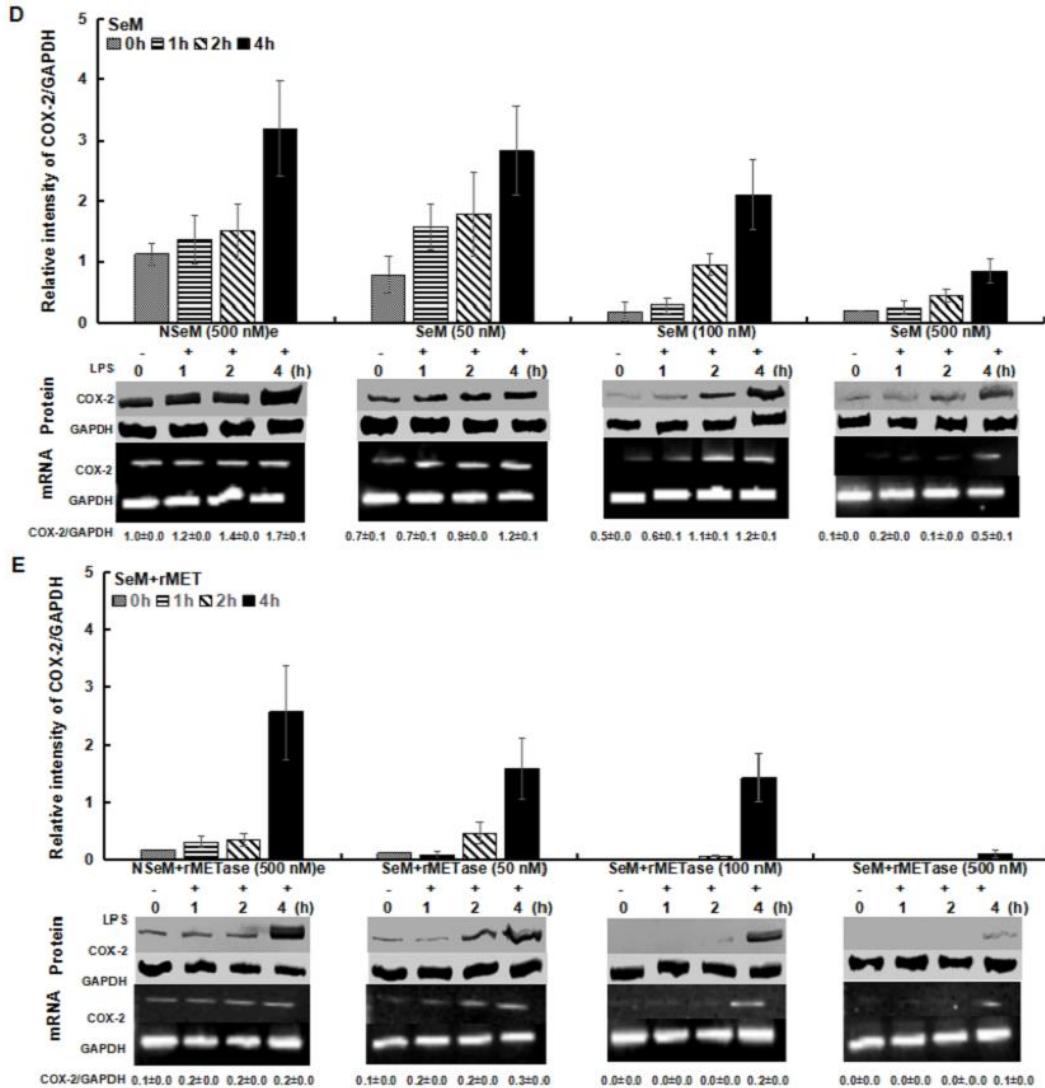 D
5
SeM
0h 1h 2h 4h
4
3
2
1
0
Relative intensity of COX-2/GAPDH
NSeM (500 nM)e SeM (50 nM) SeM (100 nM) SeM (500 nM)
- + + + - + + + - + + + - + + +
LPS 0 1 2 4 (h) 0 1 2 4 (h) 0 1 2 4 (h) 0 1 2 4 (h)
Protein
COX-2
GAPDH
mRNA
COX-2
GAPDH
COX-2/GAPDH 1.0±0.0 1.2±0.0 1.4±0.0 1.7±0.1 0.7±0.1 0.7±0.1 0.9±0.0 1.2±0.1 0.5±0.0 0.6±0.1 1.1±0.1 1.2±0.1 0.1±0.0 0.2±0.0 0.1±0.0 0.5±0.1
E
5
SeM+rMET
0h 1h 2h 4h
4
3
2
1
0
Relative intensity of COX-2/GAPDH
NSeM+rMETase (500 nM)e SeM+rMETase (50 nM) SeM+rMETase (100 nM) SeM+rMETase (500 nM)
- + + + - + + + - + + + - + + +
0 1 2 4 (h) 0 1 2 4 (h) 0 1 2 4 (h) 0 1 2 4 (h)
LPS
Protein
COX-2
GAPDH
mRNA
COX-2
GAPDH
COX-2/GAPDH 0.1±0.0 0.2±0.0 0.2±0.0 0.2±0.0 0.1±0.0 0.2±0.0 0.2±0.0 0.3±0.0 0.0±0.0 0.0±0.0 0.0±0.0 0.2±0.0 0.0±0.0 0.0±0.0 0.0±0.0 0.1±0.0